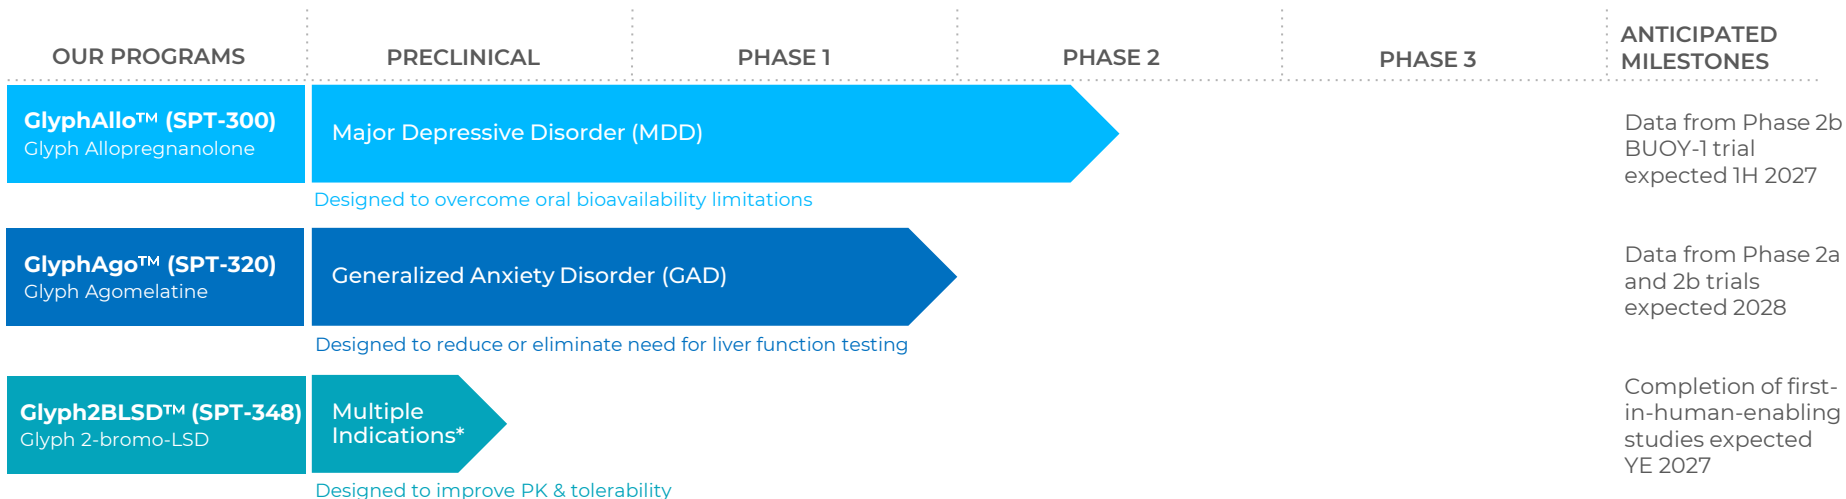 OUR PROGRAMS
PRECLINICAL
PHASE 1
PHASE 2
PHASE 3
ANTICIPATED
MILESTONES
GlyphAllo™ (SPT-300)
Glyph Allopregnanolone
Major Depressive Disorder (MDD)
Designed to overcome oral bioavailability limitations
Data from Phase 2b
BUOY-1 trial
expected 1H 2027
GlyphAgo™ (SPT-320)
Glyph Agomelatine
Generalized Anxiety Disorder (GAD)
Designed to reduce or eliminate need for liver function testing
Data from Phase 2a
and 2b trials
expected 2028
Glyph2BLSD™ (SPT-348)
Glyph 2-bromo-LSD
Multiple
Indications*
Designed to improve PK & tolerability
Completion of first-
in-human-enabling
studies expected
YE 2027